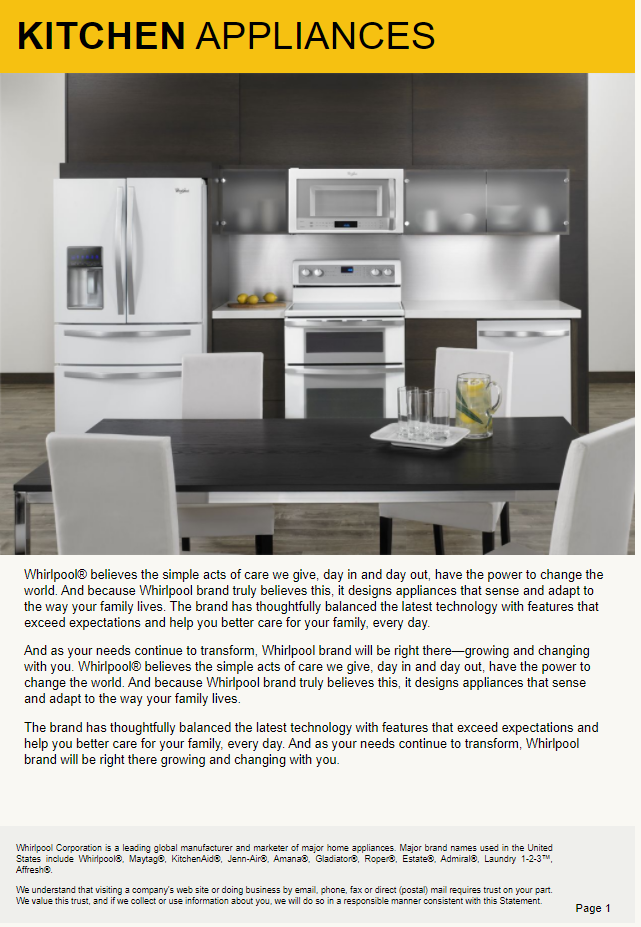 KITCHEN APPLIANCES
Whirlpool® believes the simple acts of care we give, day in and day out, have the power to change the
world. And because Whirlpool brand truly believes this, it designs appliances that sense and adapt to
the way your family lives. The brand has thoughtfully balanced the latest technology with features that
exceed expectations and help you better care for your family, every day.
And as your needs continue to transform, Whirlpool brand will be right there—growing and changing
with you. Whirlpool® believes the simple acts of care we give, day in and day out, have the power to
change the world. And because Whirlpool brand truly believes this, it designs appliances that sense
and adapt to the way your family lives.
The brand has thoughtfully balanced the latest technology with features that exceed expectations and
help you better care for your family, every day. And as your needs continue to transform, Whirlpool
brand will be right there growing and changing with you.
Whirlpool Corporation is a leading global manufacturer and marketer of major home appliances. Major brand names used in the United
States include Whirlpool®, Maytag®, KitchenAid®, Jenn-Air®, Amana®, Gladiator®, Roper®, Estate®, Admiral®, Laundry 1-2-3™,
Affresh®.
We understand that visiting a company's web site or doing business by email, phone, fax or direct (postal) mail requires trust on your part.
We value this trust, and if we collect or use information about you, we will do so in a responsible manner consistent with this Statement.
Page 1